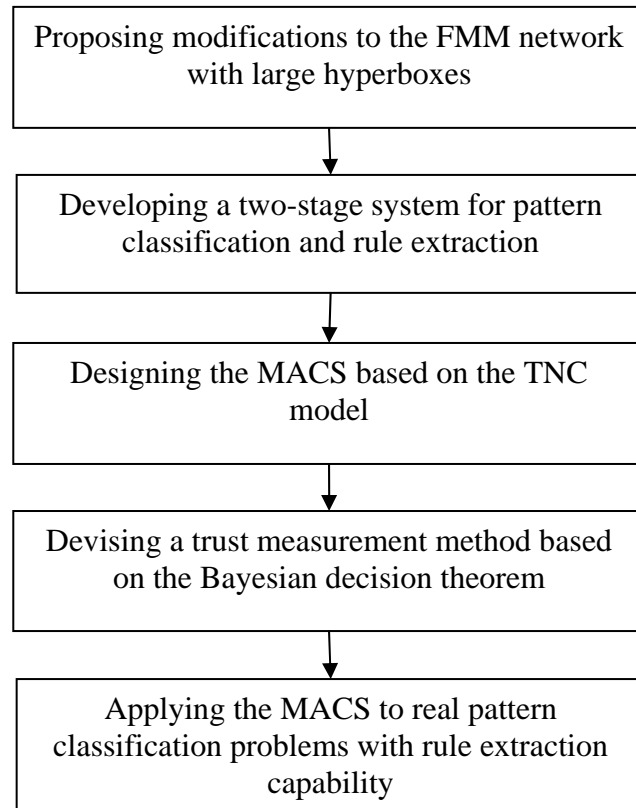 Proposing modifications to the FMM network
with large hyperboxes
Developing a two-stage system for pattern
classification and rule extraction
Designing the MACS based on the TNC
model
Devising a trust measurement method based
on the Bayesian decision theorem
Applying the MACS to real pattern
classification problems with rule extraction
capability